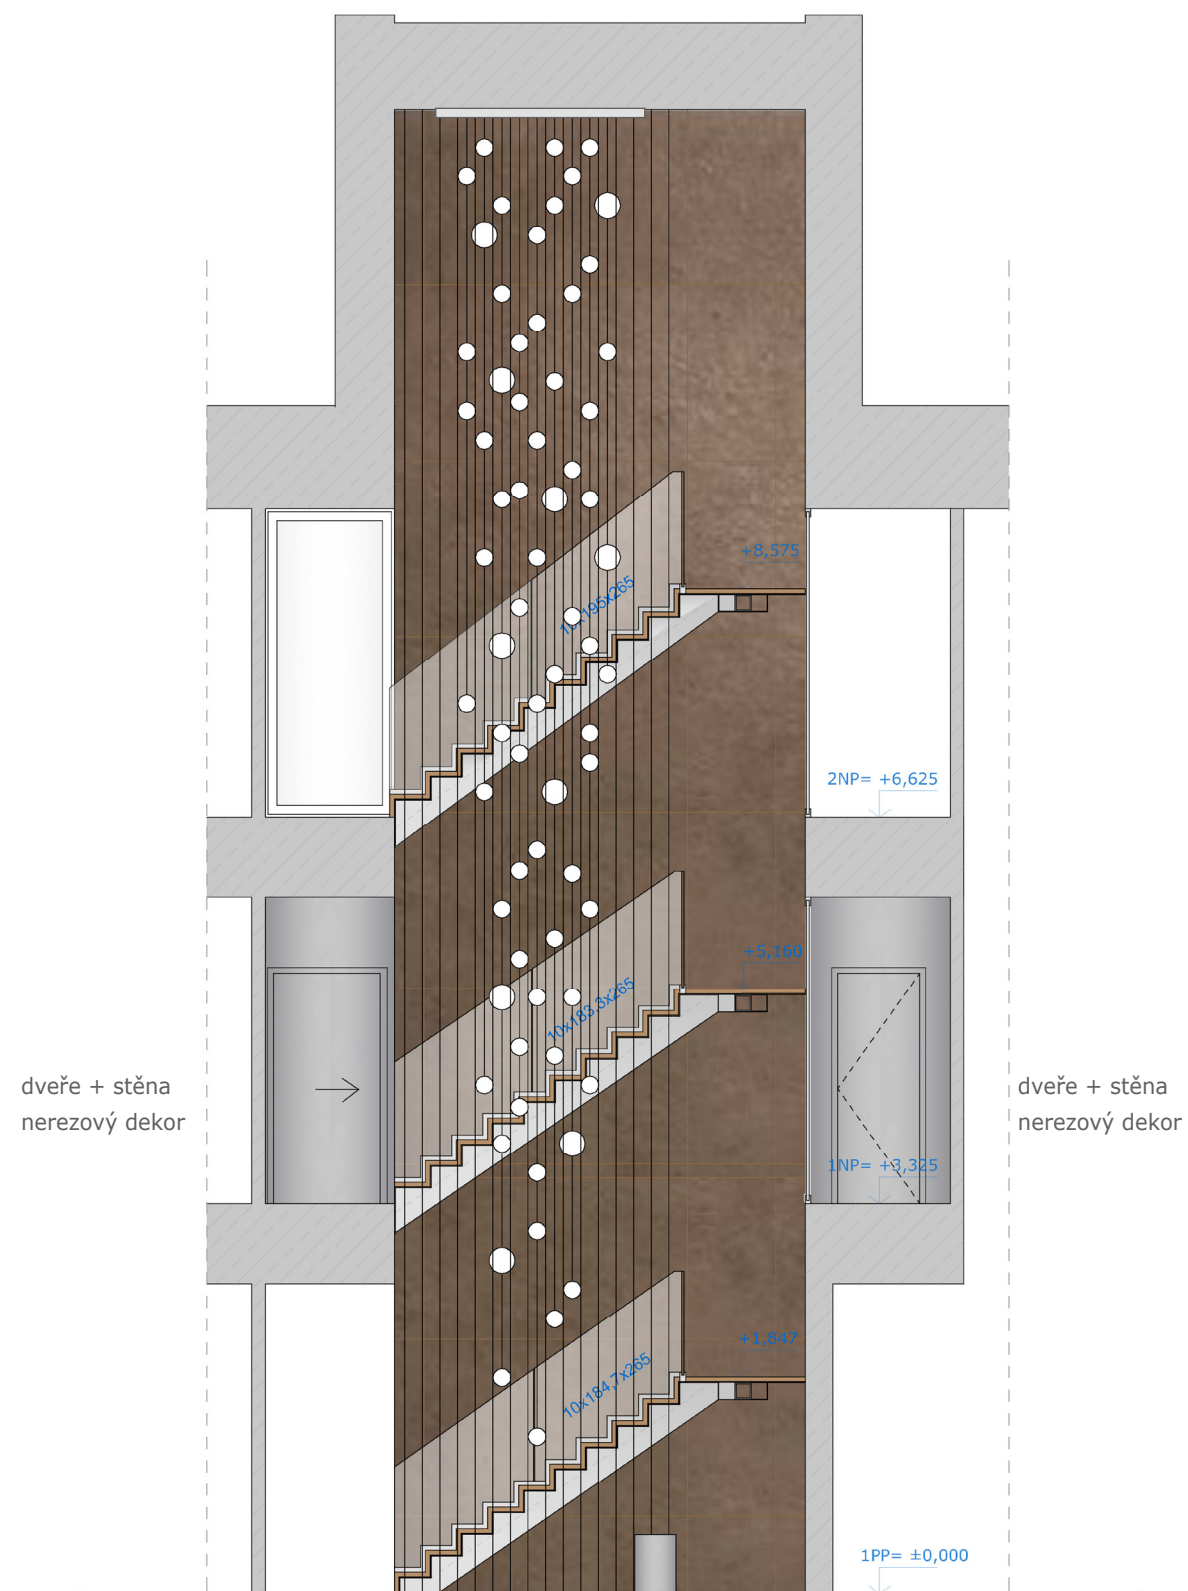 +8,575
10x195x265
2NP= +6,625
+5,160
10x183,3x265
dveře + stěna
nerezový dekor
dveře + stěna
nerezový dekor
1NP= +3,325
+1,847
10x184,7x265
1PP= ±0,000